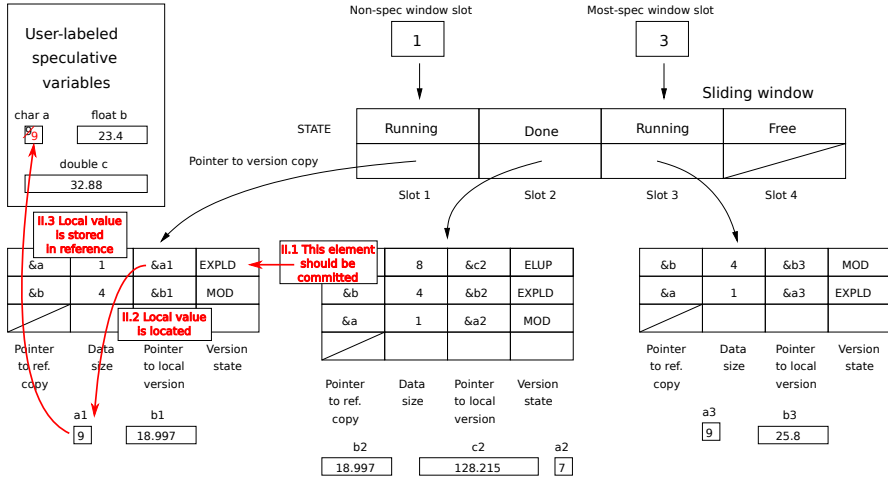 Non-spec window slot
Most-spec window slot
1
3
User-labeled
speculative
variables
char a
float b
9
9
23.4
double c
32.88
Sliding window
STATE
Running
Done
Running
Free
Pointer to version copy
Slot 1
Slot 2
Slot 3
Slot 4
II.3 Local value
is stored
in reference
II.1 This element
should be
committed
II.2 Local value
is located
&a 1 &a1 EXPLD
&b 4 &b1 MOD
Pointer
to ref.
copy
Data
size
Pointer
to local
version
Version
state
a1
9
b1
18.997
8 &c2 ELUP
&b 4 &b2 EXPLD
&a 1 &a2 MOD
Pointer
to ref.
copy
Data
size
Pointer
to local
version
Version
state
b2
18.997
c2
128.215
a2
7
&b 4 &b3 MOD
&a 1 &a3 EXPLD
Pointer
to ref.
copy
Data
size
Pointer
to local
version
Version
state
a3
9
b3
25.8